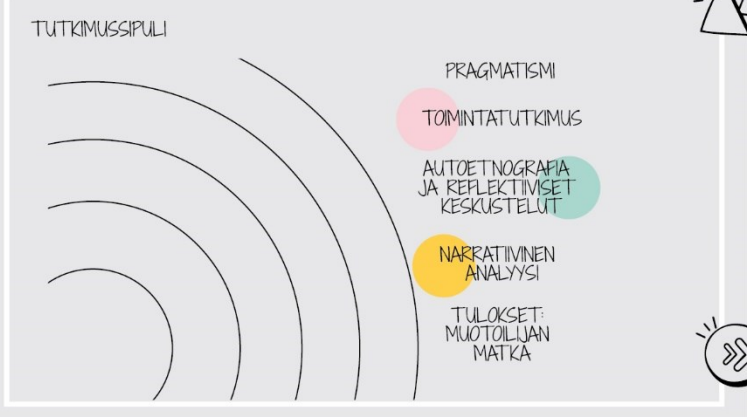 TUTKIMUSSIPULI
PRAGMATISMI
TOIMINTATUTKIMUS
AUTOETNOGRAFIA
JA REFLEKTIIVISET
KESKUSTELUT
NARRATIIVINEN
ANALYYSI
TULOKSET:
MUOTOILIJAN
MATKA